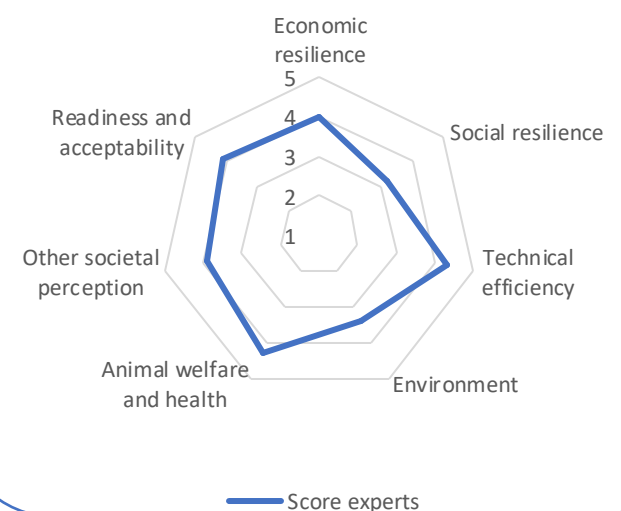 Economic
resilience
5
4
3
2
1
Social resilience
Technical
efficiency
Environment
Animal welfare
and health
Other societal
perception
Readiness and
acceptability
Score experts